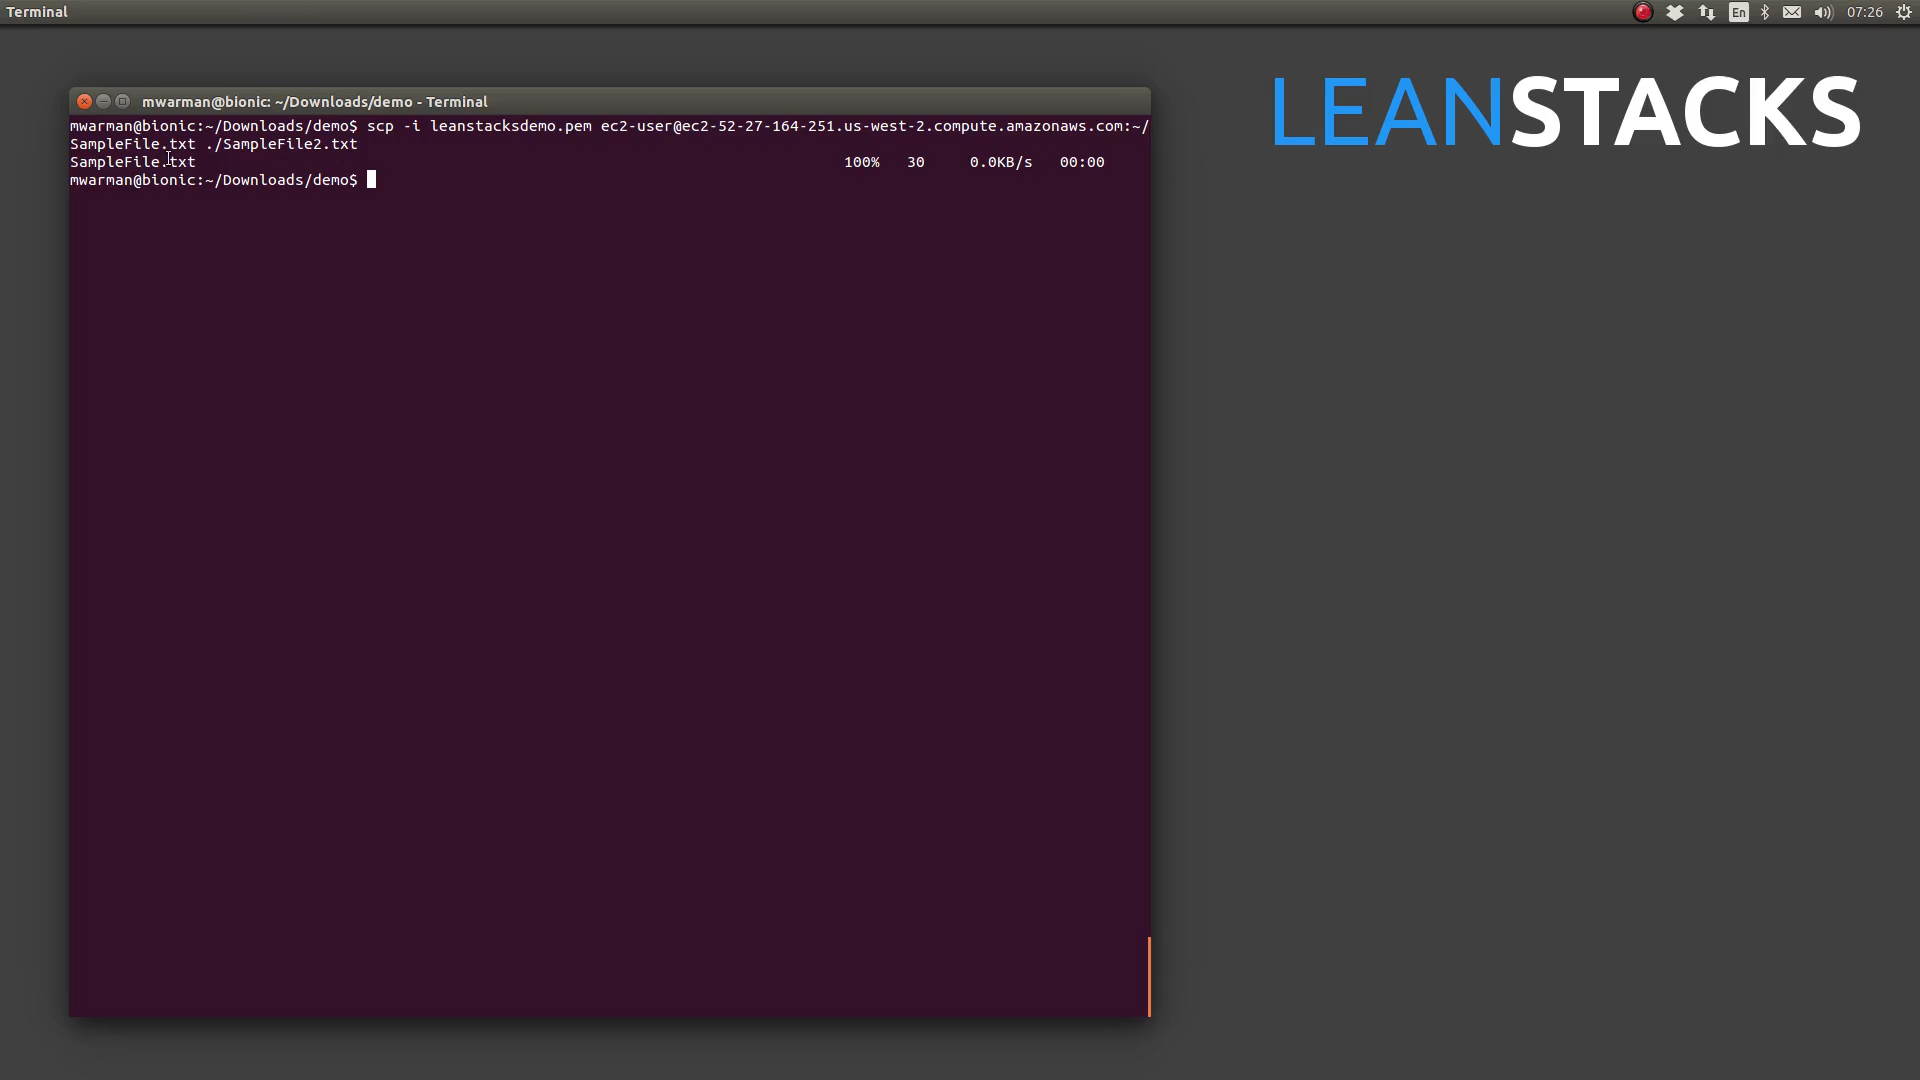 Terminal
En
07:26
LEANSTACKS
mwarman@bionic: ~/Downloads/demo - Terminal
mwarman@bionic:~/Downloads/demo$ scp -i leanstacksdemo.pem ec2-user@ec2-52-27-164-251.us-west-2.compute.amazonaws.com:~/
SampleFile.txt ./SampleFile2.txt
SampleFile.txt 100% 30 0.0KB/s 00:00
mwarman@bionic:~/Downloads/demo$